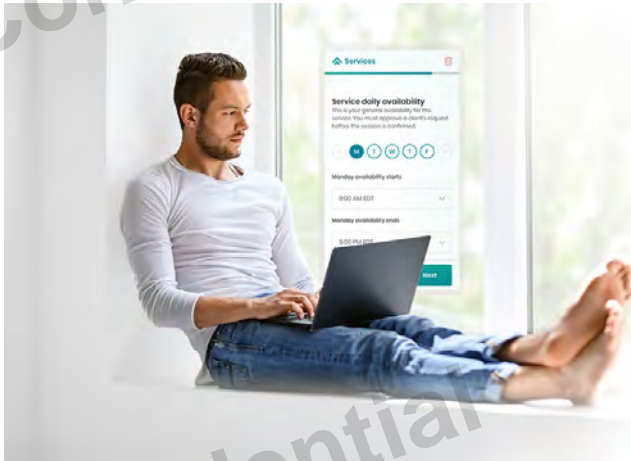 Services
Service daily availability
This is your general availability for this
service. You must approve a client's request
before the session is confirmed.
M T W T F
Monday availability starts
9:00 AM EDT
Monday availability ends
5:00 PM EDT
Next